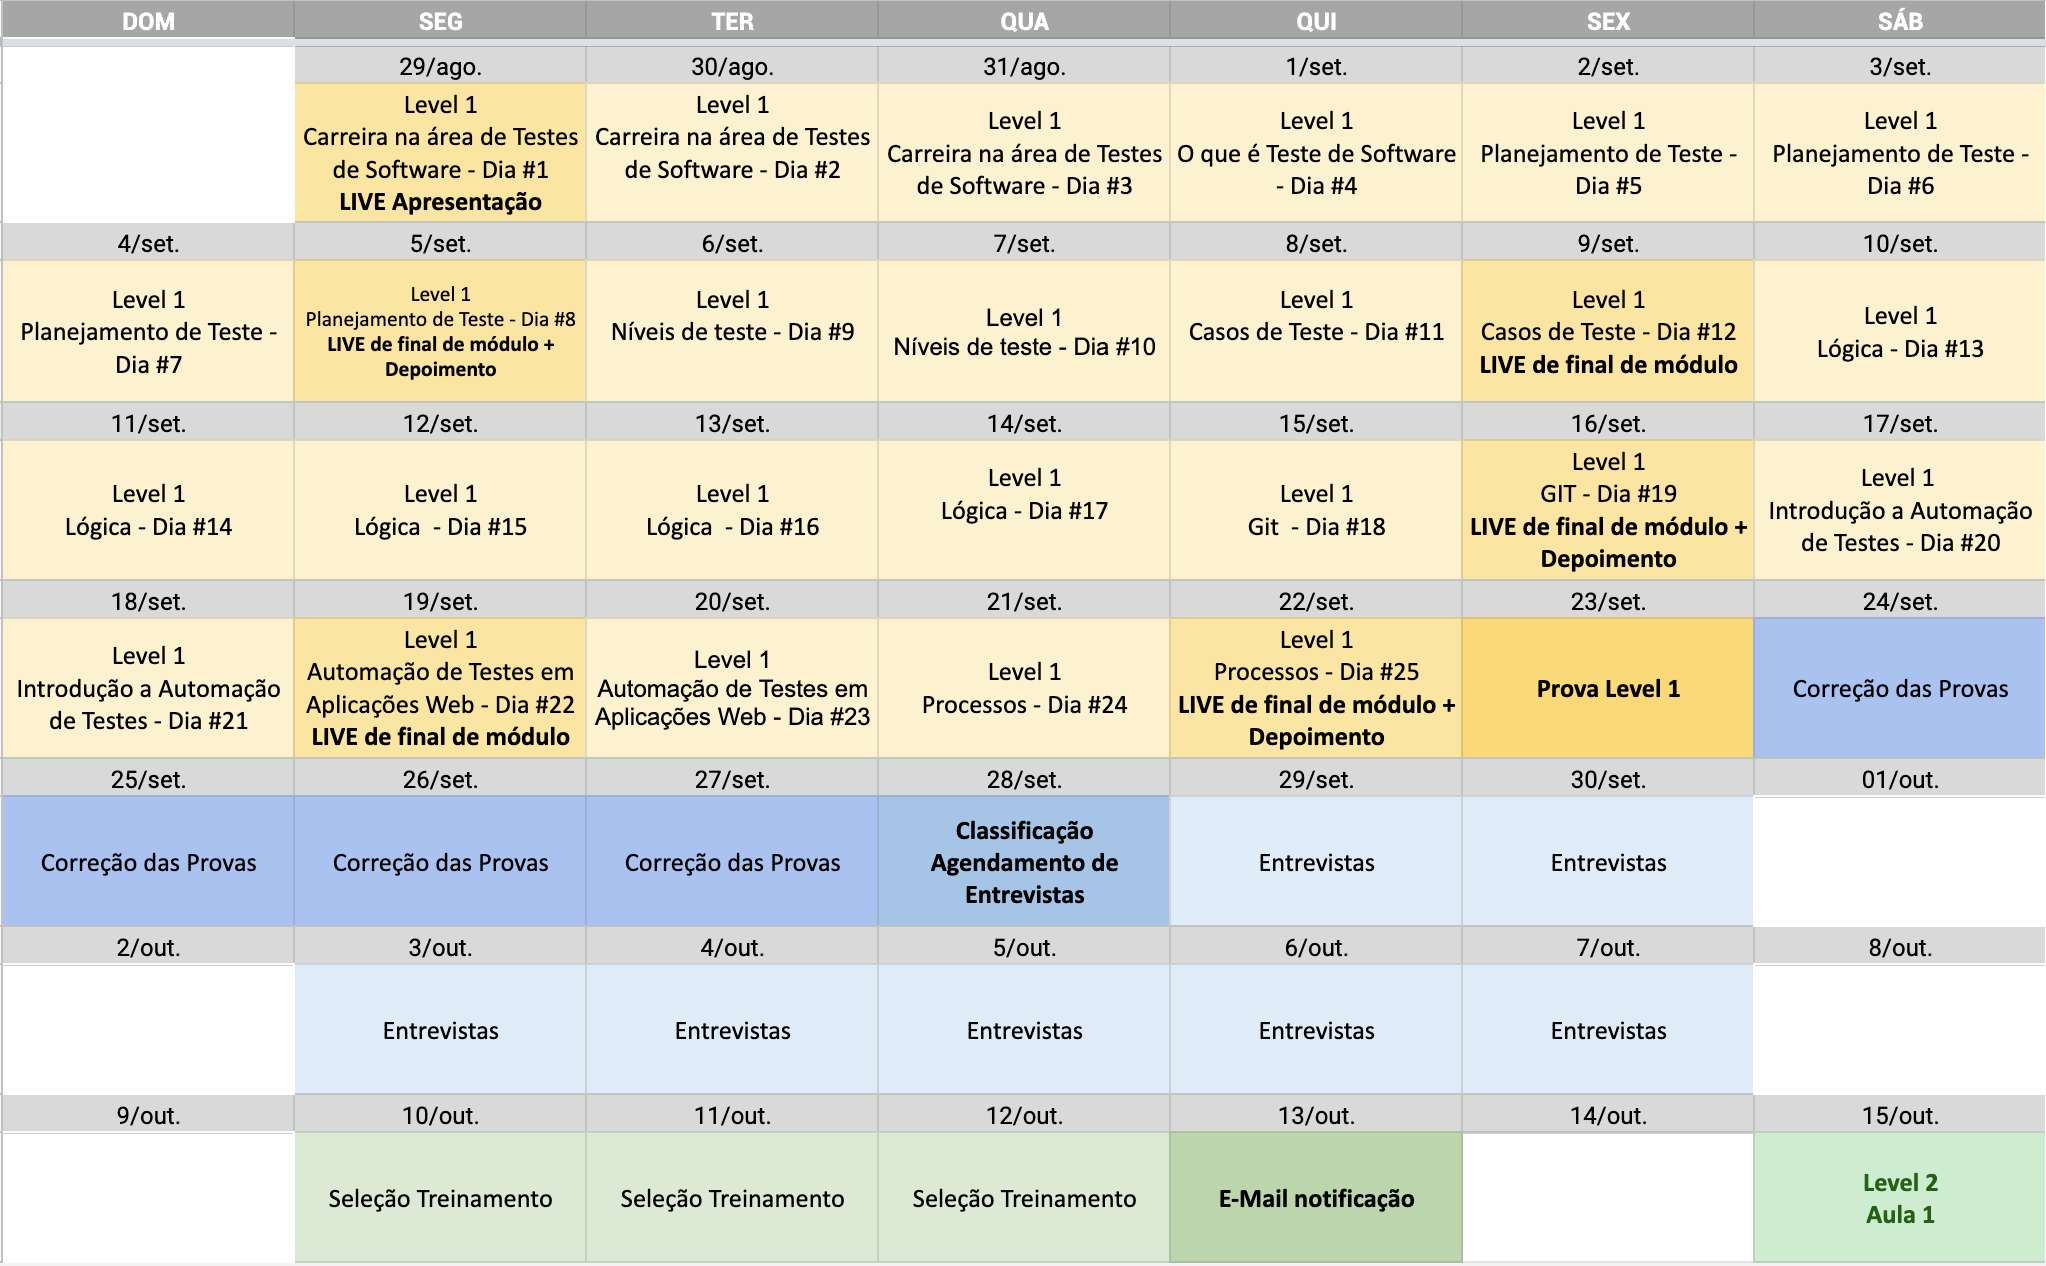 DOM SEG TER QUA QUI SEX SÁB
29/ago. 30/ago. 31/ago. 1/set. 2/set. 3/set.
Level 1
Carreira na área de Testes
de Software - Dia #1
LIVE Apresentação
Level 1
Carreira na área de Testes
de Software - Dia #2
Level 1
Carreira na área de Testes
de Software - Dia #3
Level 1
O que é Teste de Software
- Dia #4
Level 1
Planejamento de Teste -
Dia #5
Level 1
Planejamento de Teste -
Dia #6
4/set. 5/set. 6/set. 7/set. 8/set. 9/set. 10/set.
Level 1
Planejamento de Teste -
Dia #7
Level 1
Planejamento de Teste - Dia #8
LIVE de final de módulo +
Depoimento
Level 1
Níveis de teste - Dia #9
Level 1
Níveis de teste - Dia #10
Level 1
Casos de Teste - Dia #11
Level 1
Casos de Teste - Dia #12
LIVE de final de módulo
Level 1
Lógica - Dia #13
11/set. 12/set. 13/set. 14/set. 15/set. 16/set. 17/set.
Level 1
Lógica - Dia #14
Level 1
Lógica  - Dia #15
Level 1
Lógica  - Dia #16
Level 1
Lógica - Dia #17
Level 1
Git  - Dia #18
Level 1
GIT - Dia #19
LIVE de final de módulo +
Depoimento
Level 1
Introdução a Automação
de Testes - Dia #20
18/set. 19/set. 20/set. 21/set. 22/set. 23/set. 24/set.
Level 1
Introdução a Automação
de Testes - Dia #21
Level 1
Automação de Testes em
Aplicações Web - Dia #22
LIVE de final de módulo
Level 1
Automação de Testes em
Aplicações Web - Dia #23
Level 1
Processos - Dia #24
Level 1
Processos - Dia #25
LIVE de final de módulo +
Depoimento
Prova Level 1
Correção das Provas
25/set. 26/set. 27/set. 28/set. 29/set. 30/set. 01/out.
Correção das Provas
Correção das Provas
Correção das Provas
Classificação
Agendamento de
Entrevistas
Entrevistas
Entrevistas
2/out. 3/out. 4/out. 5/out. 6/out. 7/out. 8/out.
Entrevistas
Entrevistas
Entrevistas
Entrevistas
Entrevistas
9/out. 10/out. 11/out. 12/out. 13/out. 14/out. 15/out.
Seleção Treinamento
Seleção Treinamento
Seleção Treinamento
E-Mail notificação
Level 2
Aula 1